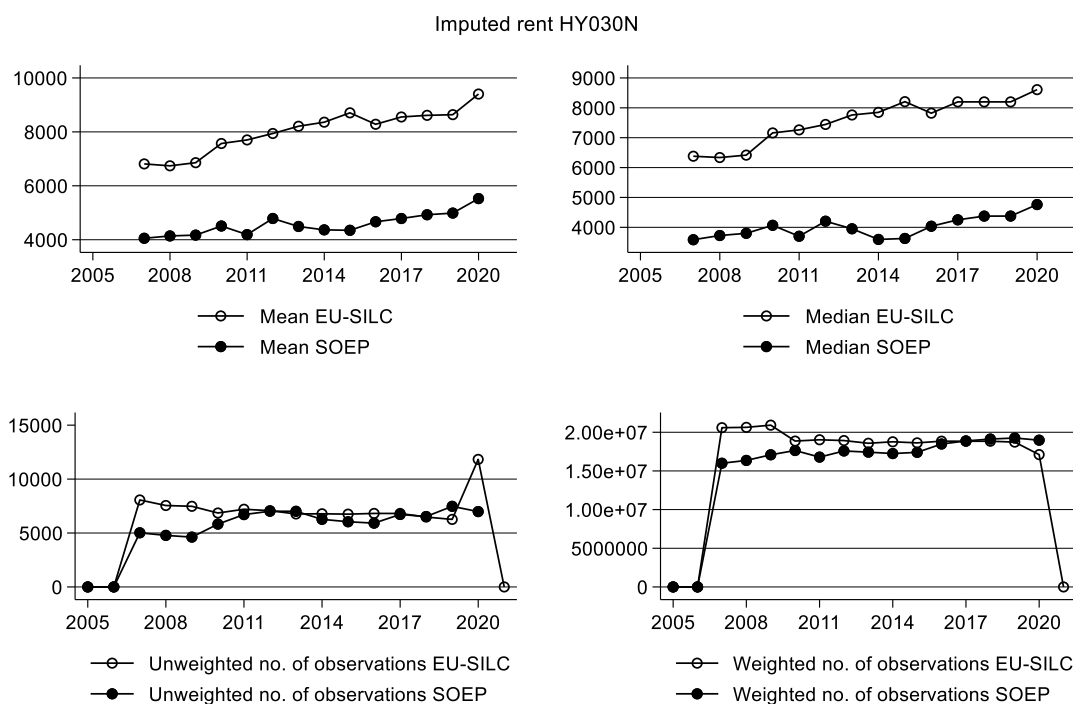 Imputed rent HY030N
10000
8000
6000
4000
2005 2008 2011 2014 2017 2020
Mean EU-SILC
Mean SOEP
9000
8000
7000
6000
5000
4000
2005 2008 2011 2014 2017 2020
Median EU-SILC
Median SOEP
15000
10000
5000
0
2005 2008 2011 2014 2017 2020
Unweighted no. of observations EU-SILC
Unweighted no. of observations SOEP
2.00e+07
1.50e+07
1.00e+07
5000000
0
2005 2008 2011 2014 2017 2020
Weighted no. of observations EU-SILC
Weighted no. of observations SOEP